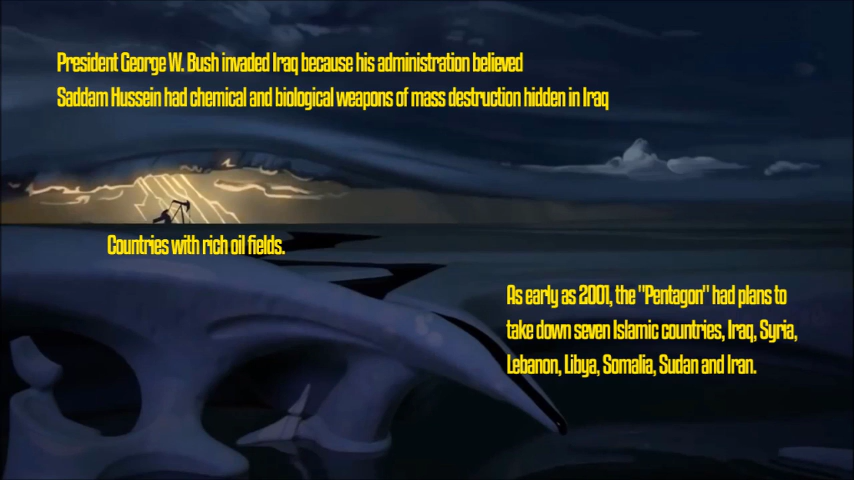 President George W. Bush invaded Iraq because his administration believed
Saddam Hussein had chemical and biological weapons of mass destruction hidden in Iraq
Countries with rich oil fields.
As early as 2001, the "Pentagon" had plans to
take down seven Islamic countries, Iraq, Syria,
Lebanon, Libya, Somalia, Sudan and Iran.